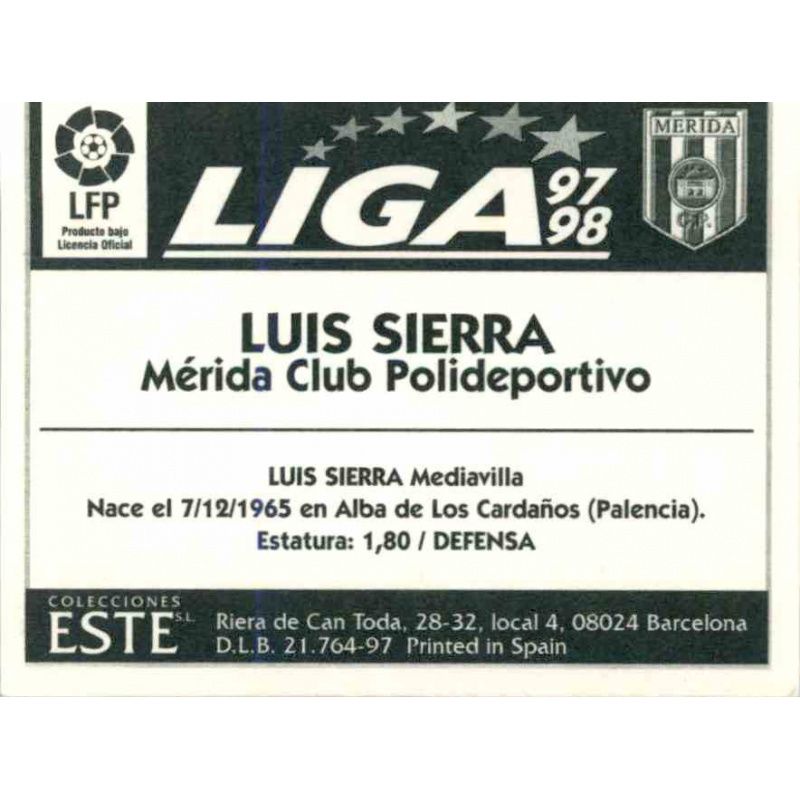 LFP
Producto bajo
Licencia Oficial
LIGA 97 98
MERIDA
C.P.
LUIS SIERRA
Mérida Club Polideportivo
LUIS SIERRA Mediavilla
Nace el 7/12/1965 en Alba de Los Cardaños (Palencia).
Estatura: 1,80 / DEFENSA
COLECCIONES
ESTE S.L.
Riera de Can Toda, 28-32, local 4, 08024 Barcelona
D.L.B. 21.764-97 Printed in Spain